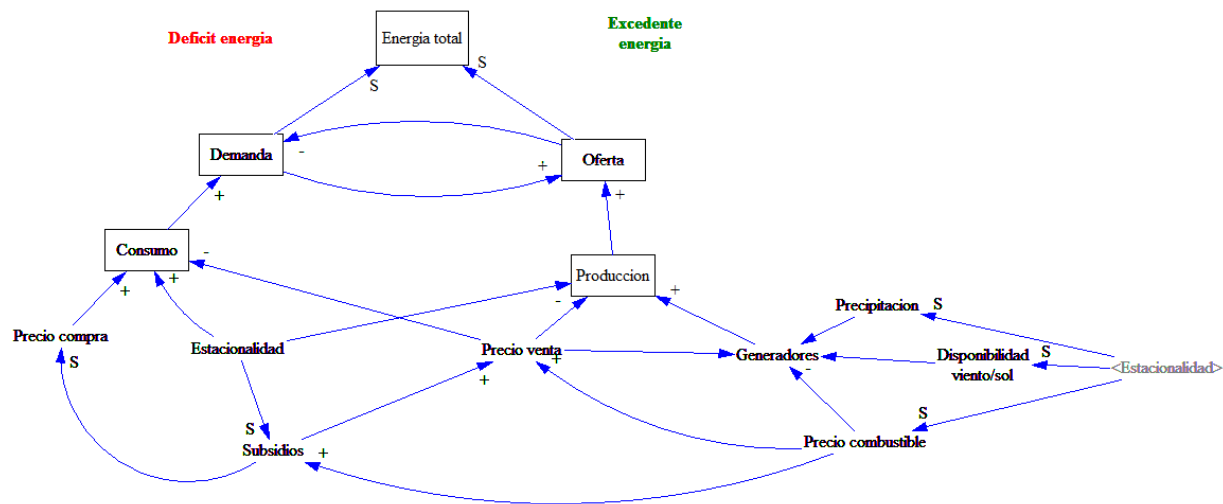 Excedente
energia
Deficit energia
Energia total
S
S
Demanda
-
+
Oferta
+
+
Consumo
-
+
+
Produccion
-
+
Precipitacion
S
Precio compra
S
Estacionalidad
Precio venta
+
+
Generadores
-
Disponibilidad
viento/sol
S
<Estacionalidad>
S
Precio combustible
S
Subsidios
+